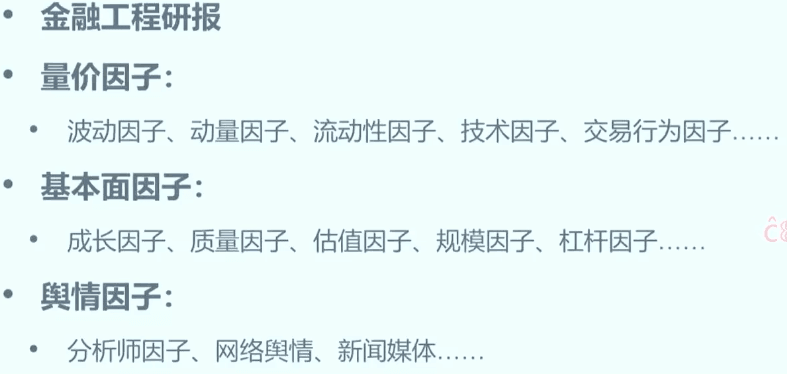 • 金融工程研报
• 量价因子：
• 波动因子、动量因子、流动性因子、技术因子、交易行为因子……
• 基本面因子：
• 成长因子、质量因子、估值因子、规模因子、杠杆因子……
• 舆情因子：
• 分析师因子、网络舆情、新闻媒体……